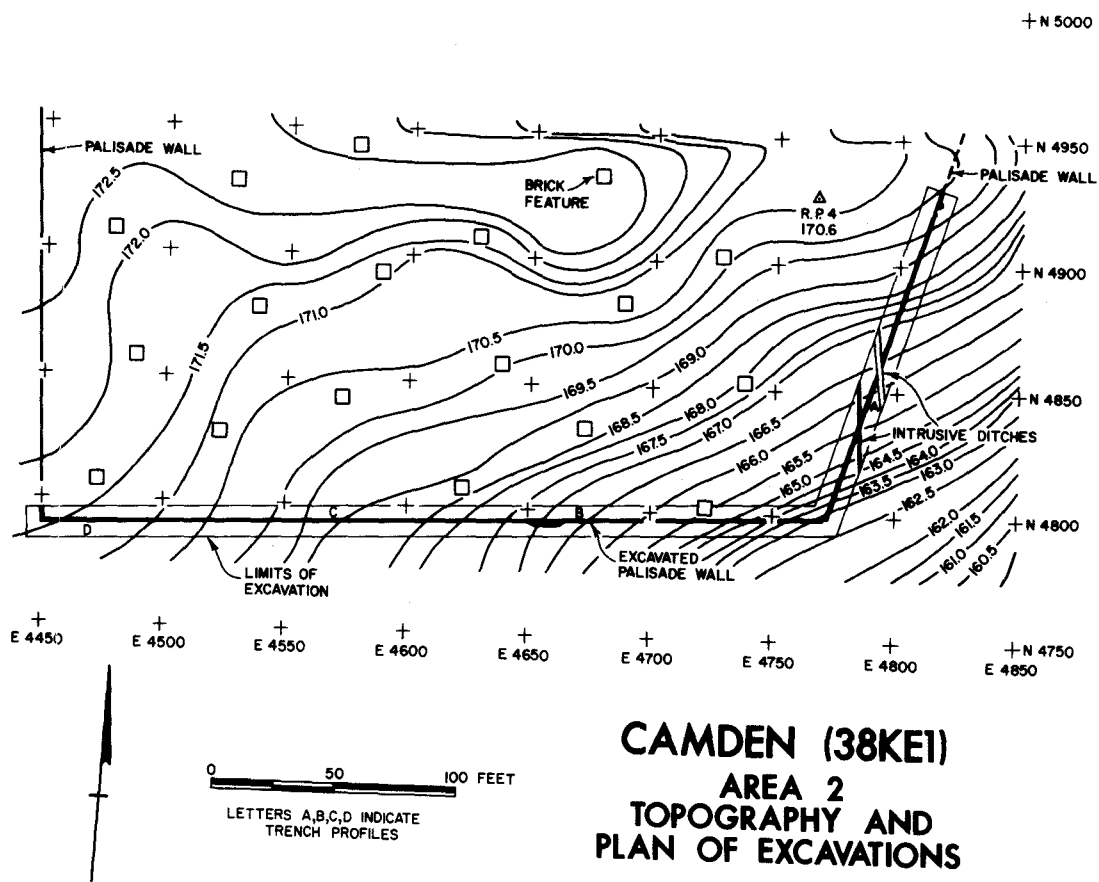 N 5000
PALISADE WALL
N 4950
172.5
BRICK
FEATURE
PALISADE WALL
R.P. 4
170.6
172.0
N 4900
171.0
171.5
170.5
170.0
169.0
169.5
168.5
168.0
167.5
167.0
166.5
166.0
165.5
165.0
A
N 4850
INTRUSIVE DITCHES
164.5
164.0
163.5
163.0
162.5
162.0
161.5
161.0
160.5
C
B
D
N 4800
LIMITS OF
EXCAVATION
EXCAVATED
PALISADE WALL
E 4450
E 4500
E 4550
E 4600
E 4650
E 4700
E 4750
E 4800
N 4750
E 4850
0 50 100 FEET
LETTERS A,B,C,D INDICATE
TRENCH PROFILES
CAMDEN (38KE1)
AREA 2
TOPOGRAPHY AND
PLAN OF EXCAVATIONS